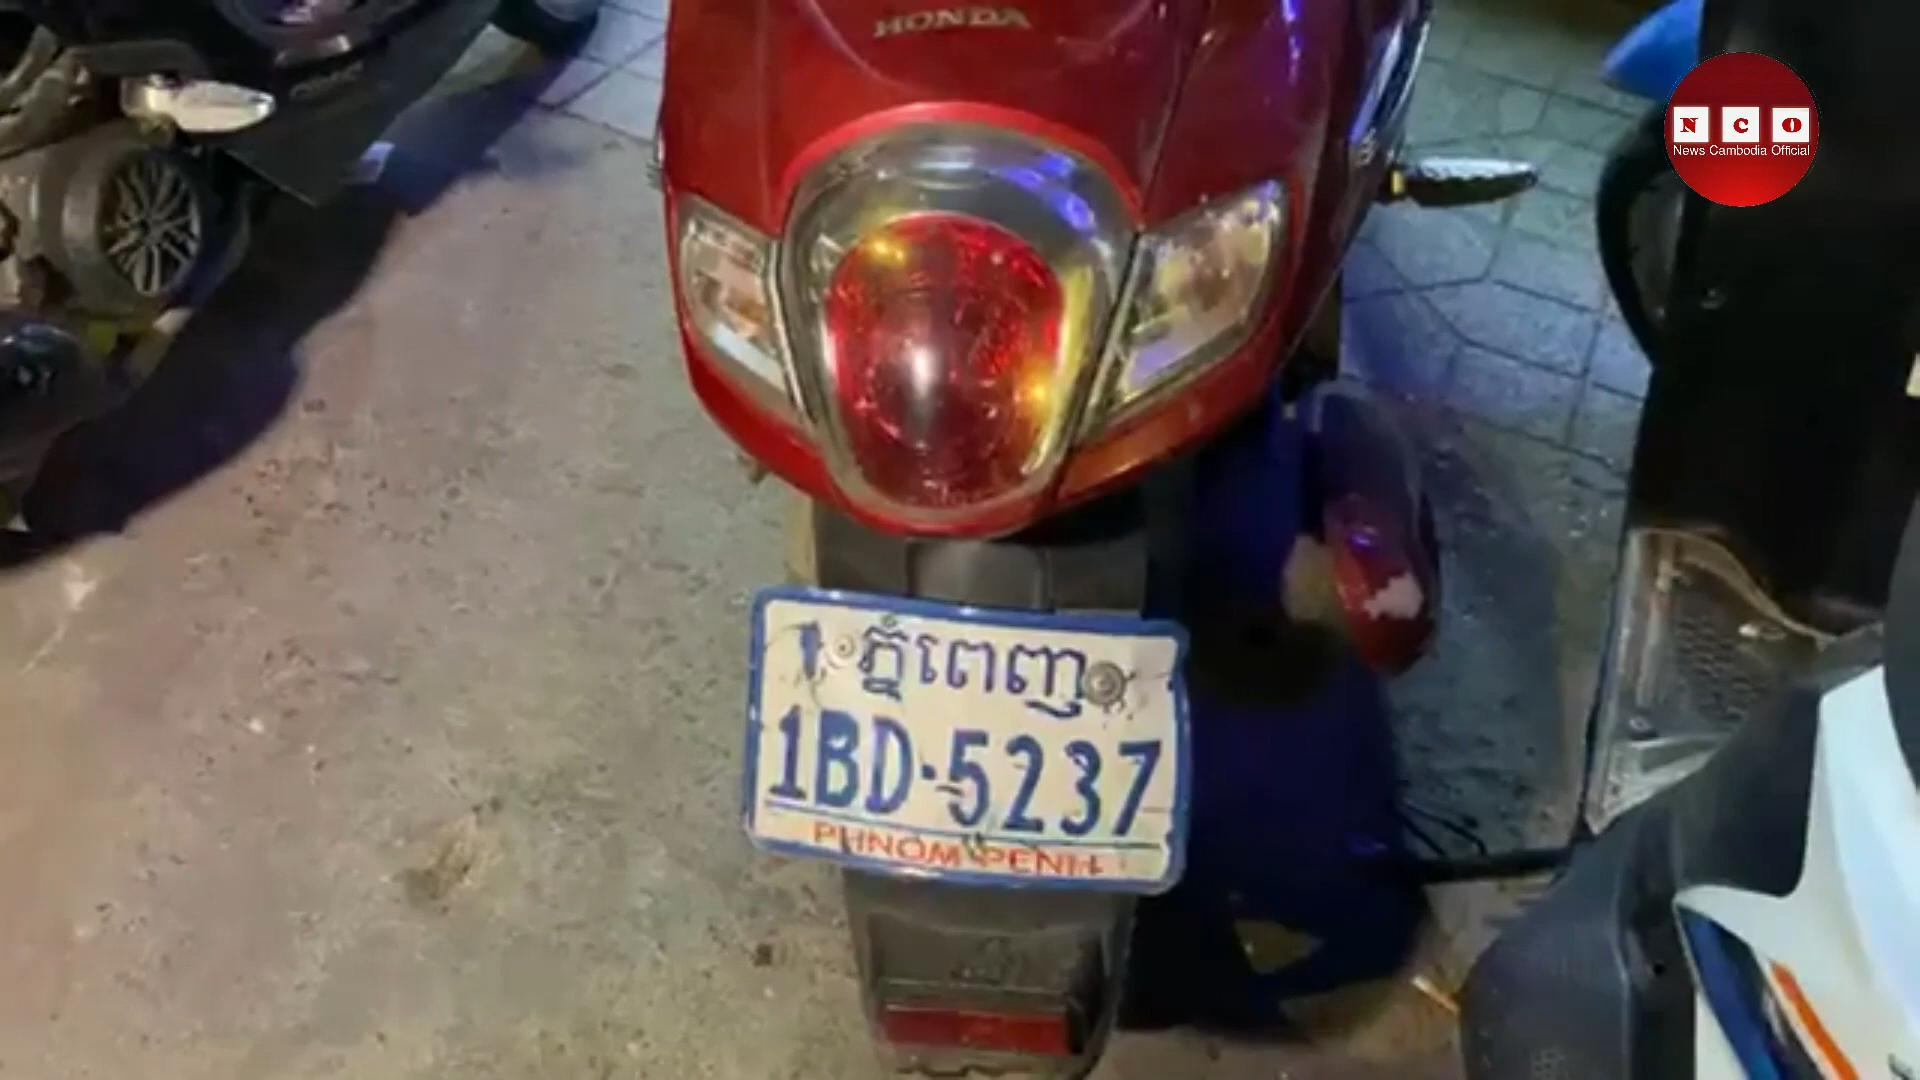 HONDA
N C O
News Cambodia Official
ភ្នំពេញ
1BD·5237
PHNOM PENH